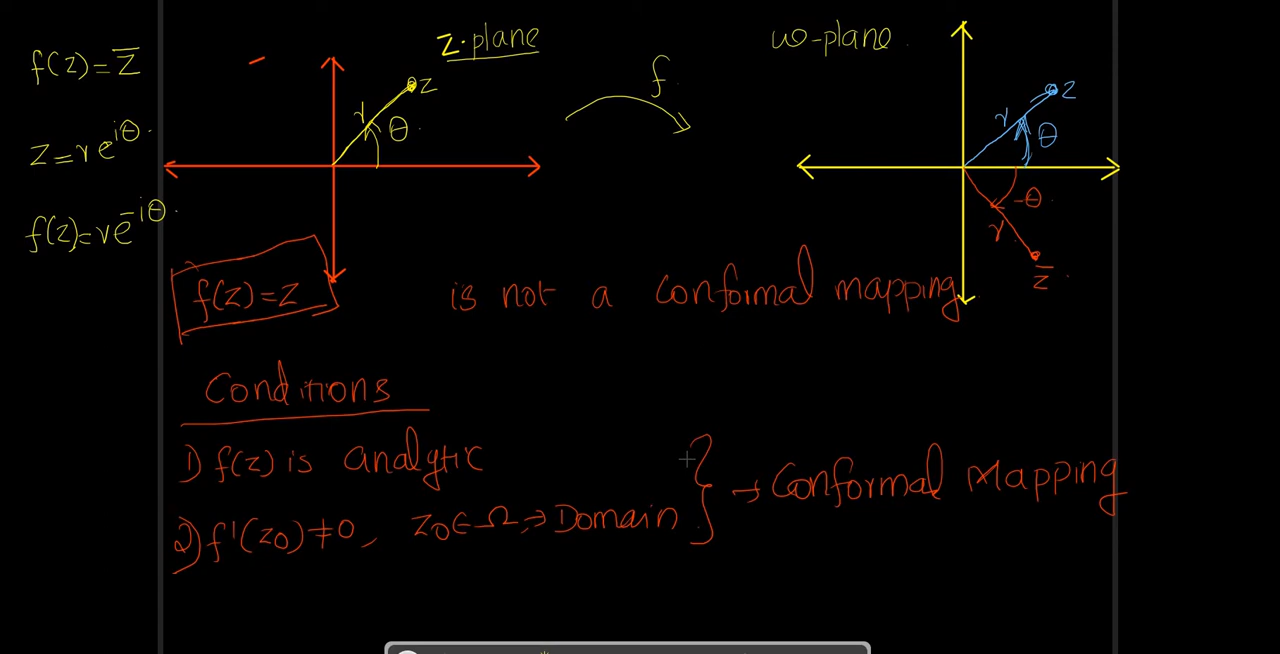 f(z) = z̅
z = re^{iθ}.
f(z) = re^{-iθ}.
z-plane
z
r
θ.
f
w-plane.
z
r
θ
-θ.
r
z̅.
f(z) = z is not a conformal mapping
Conditions
1) f(z) is analytic
2) f'(z0) ≠ 0, z0 ∈ Ω → Domain
→ Conformal Mapping